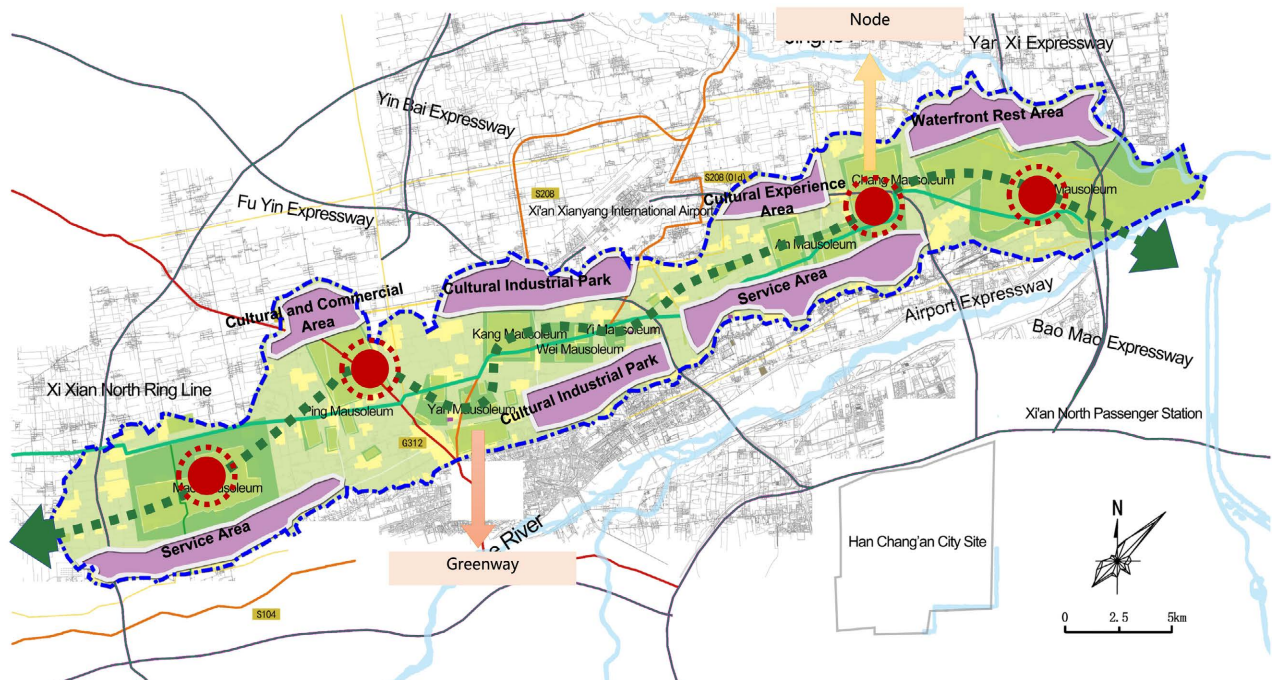 Node
Yan Xi Expressway
Yin Bai Expressway
Waterfront Rest Area
S208 (01d)
S208
Chang Mausoleum
Cultural Experience
Area
Mausoleum
Fu Yin Expressway
Xi'an Xianyang International Airport
An Mausoleum
Cultural Industrial Park
Service Area
Cultural and Commercial
Area
Airport Expressway
Kang Mausoleum
Yi Mausoleum
Wei Mausoleum
Bao Mao Expressway
Xi Xian North Ring Line
Cultural Industrial Park
Ping Mausoleum
Yan Mausoleum
Xi'an North Passenger Station
G312
Mausoleum
Service Area
River
Han Chang'an City Site
N
Greenway
S104
0 2.5 5km